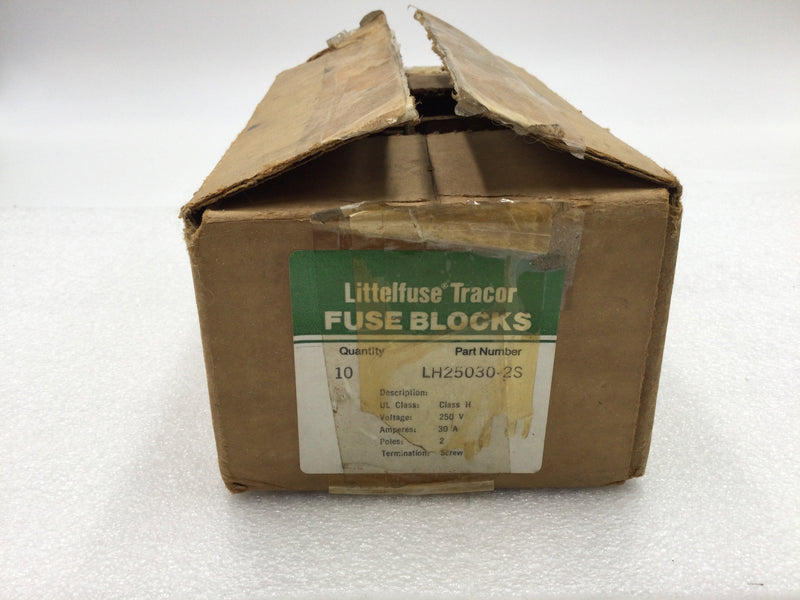 Littelfuse® Tracor
FUSE BLOCKS
Quantity Part Number
10 LH25030-2S
Description:
UL Class: Class H
Voltage: 250 V
Amperes: 30 A
Poles: 2
Termination: Screw